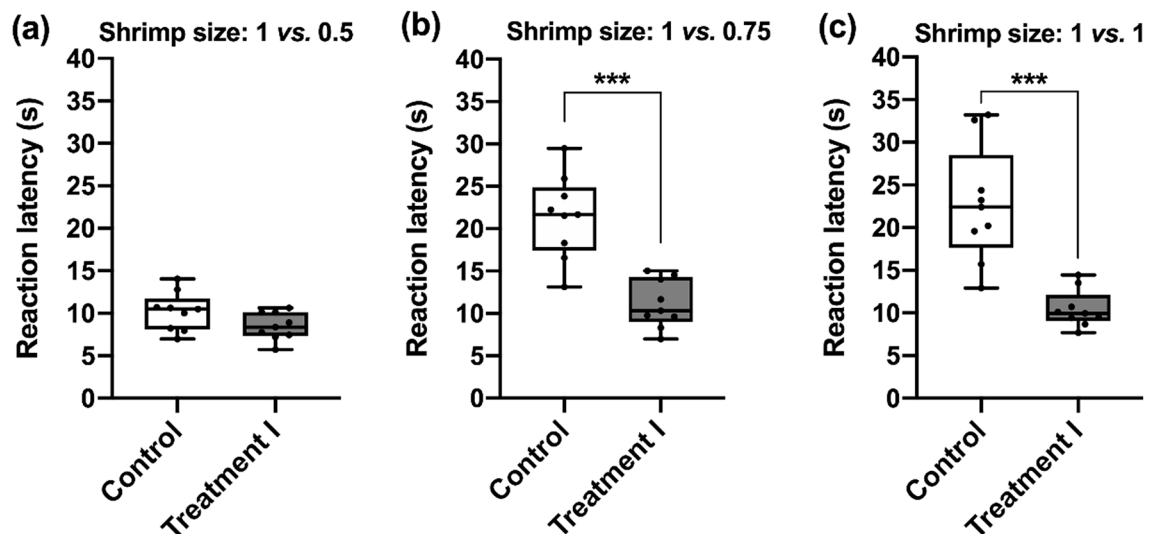 (a) Shrimp size: 1 vs. 0.5
Reaction latency (s)
40
35
30
25
20
15
10
5
0
Control
Treatment I
(b) Shrimp size: 1 vs. 0.75
***
Reaction latency (s)
40
35
30
25
20
15
10
5
0
Control
Treatment I
(c) Shrimp size: 1 vs. 1
***
Reaction latency (s)
40
35
30
25
20
15
10
5
0
Control
Treatment I